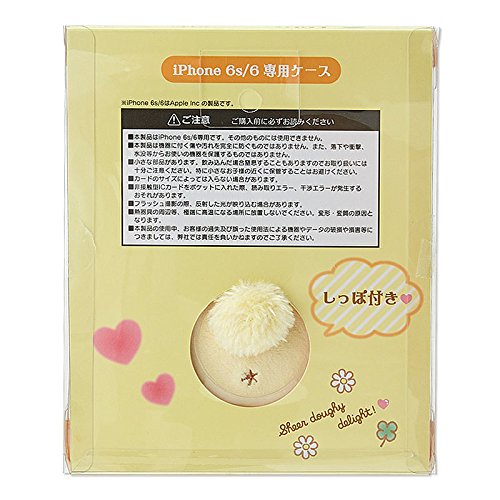 iPhone 6s/6 専用ケース
※iPhone 6s/6はApple Inc の製品です。
ご注意 ご購入前に必ずお読みください
■本製品はiPhone 6s/6専用です。その他のものには使用できません。
■本製品は機器に付く傷や汚れを完全に防ぐものではありません。また、落下や衝撃、
水没等からお使いの機器を保護するものではありません。
■小さな部品があります。飲み込んだ場合窒息することもありますのでお取り扱いには
十分ご注意ください。特に小さなお子様の近くに保管することはお避けください。
■カードのサイズによっては入らない場合があります。
■非接触型ICカードをポケットに入れた際、読み取りエラー、干渉エラーが発生する
おそれがあります。
■フラッシュ撮影の際、反射した光が映り込む場合があります。
■熱器具の周辺等、極端に高温になる場所に放置しないでください。変形・変質の原因と
なります。
■本製品の使用中、お客様の過失及び誤った使用法による機器やデータの破損や損害等に
つきましては、弊社では責任を負いかねますのでご了承ください。
しっぽ付き
Sheer doughy
delight!